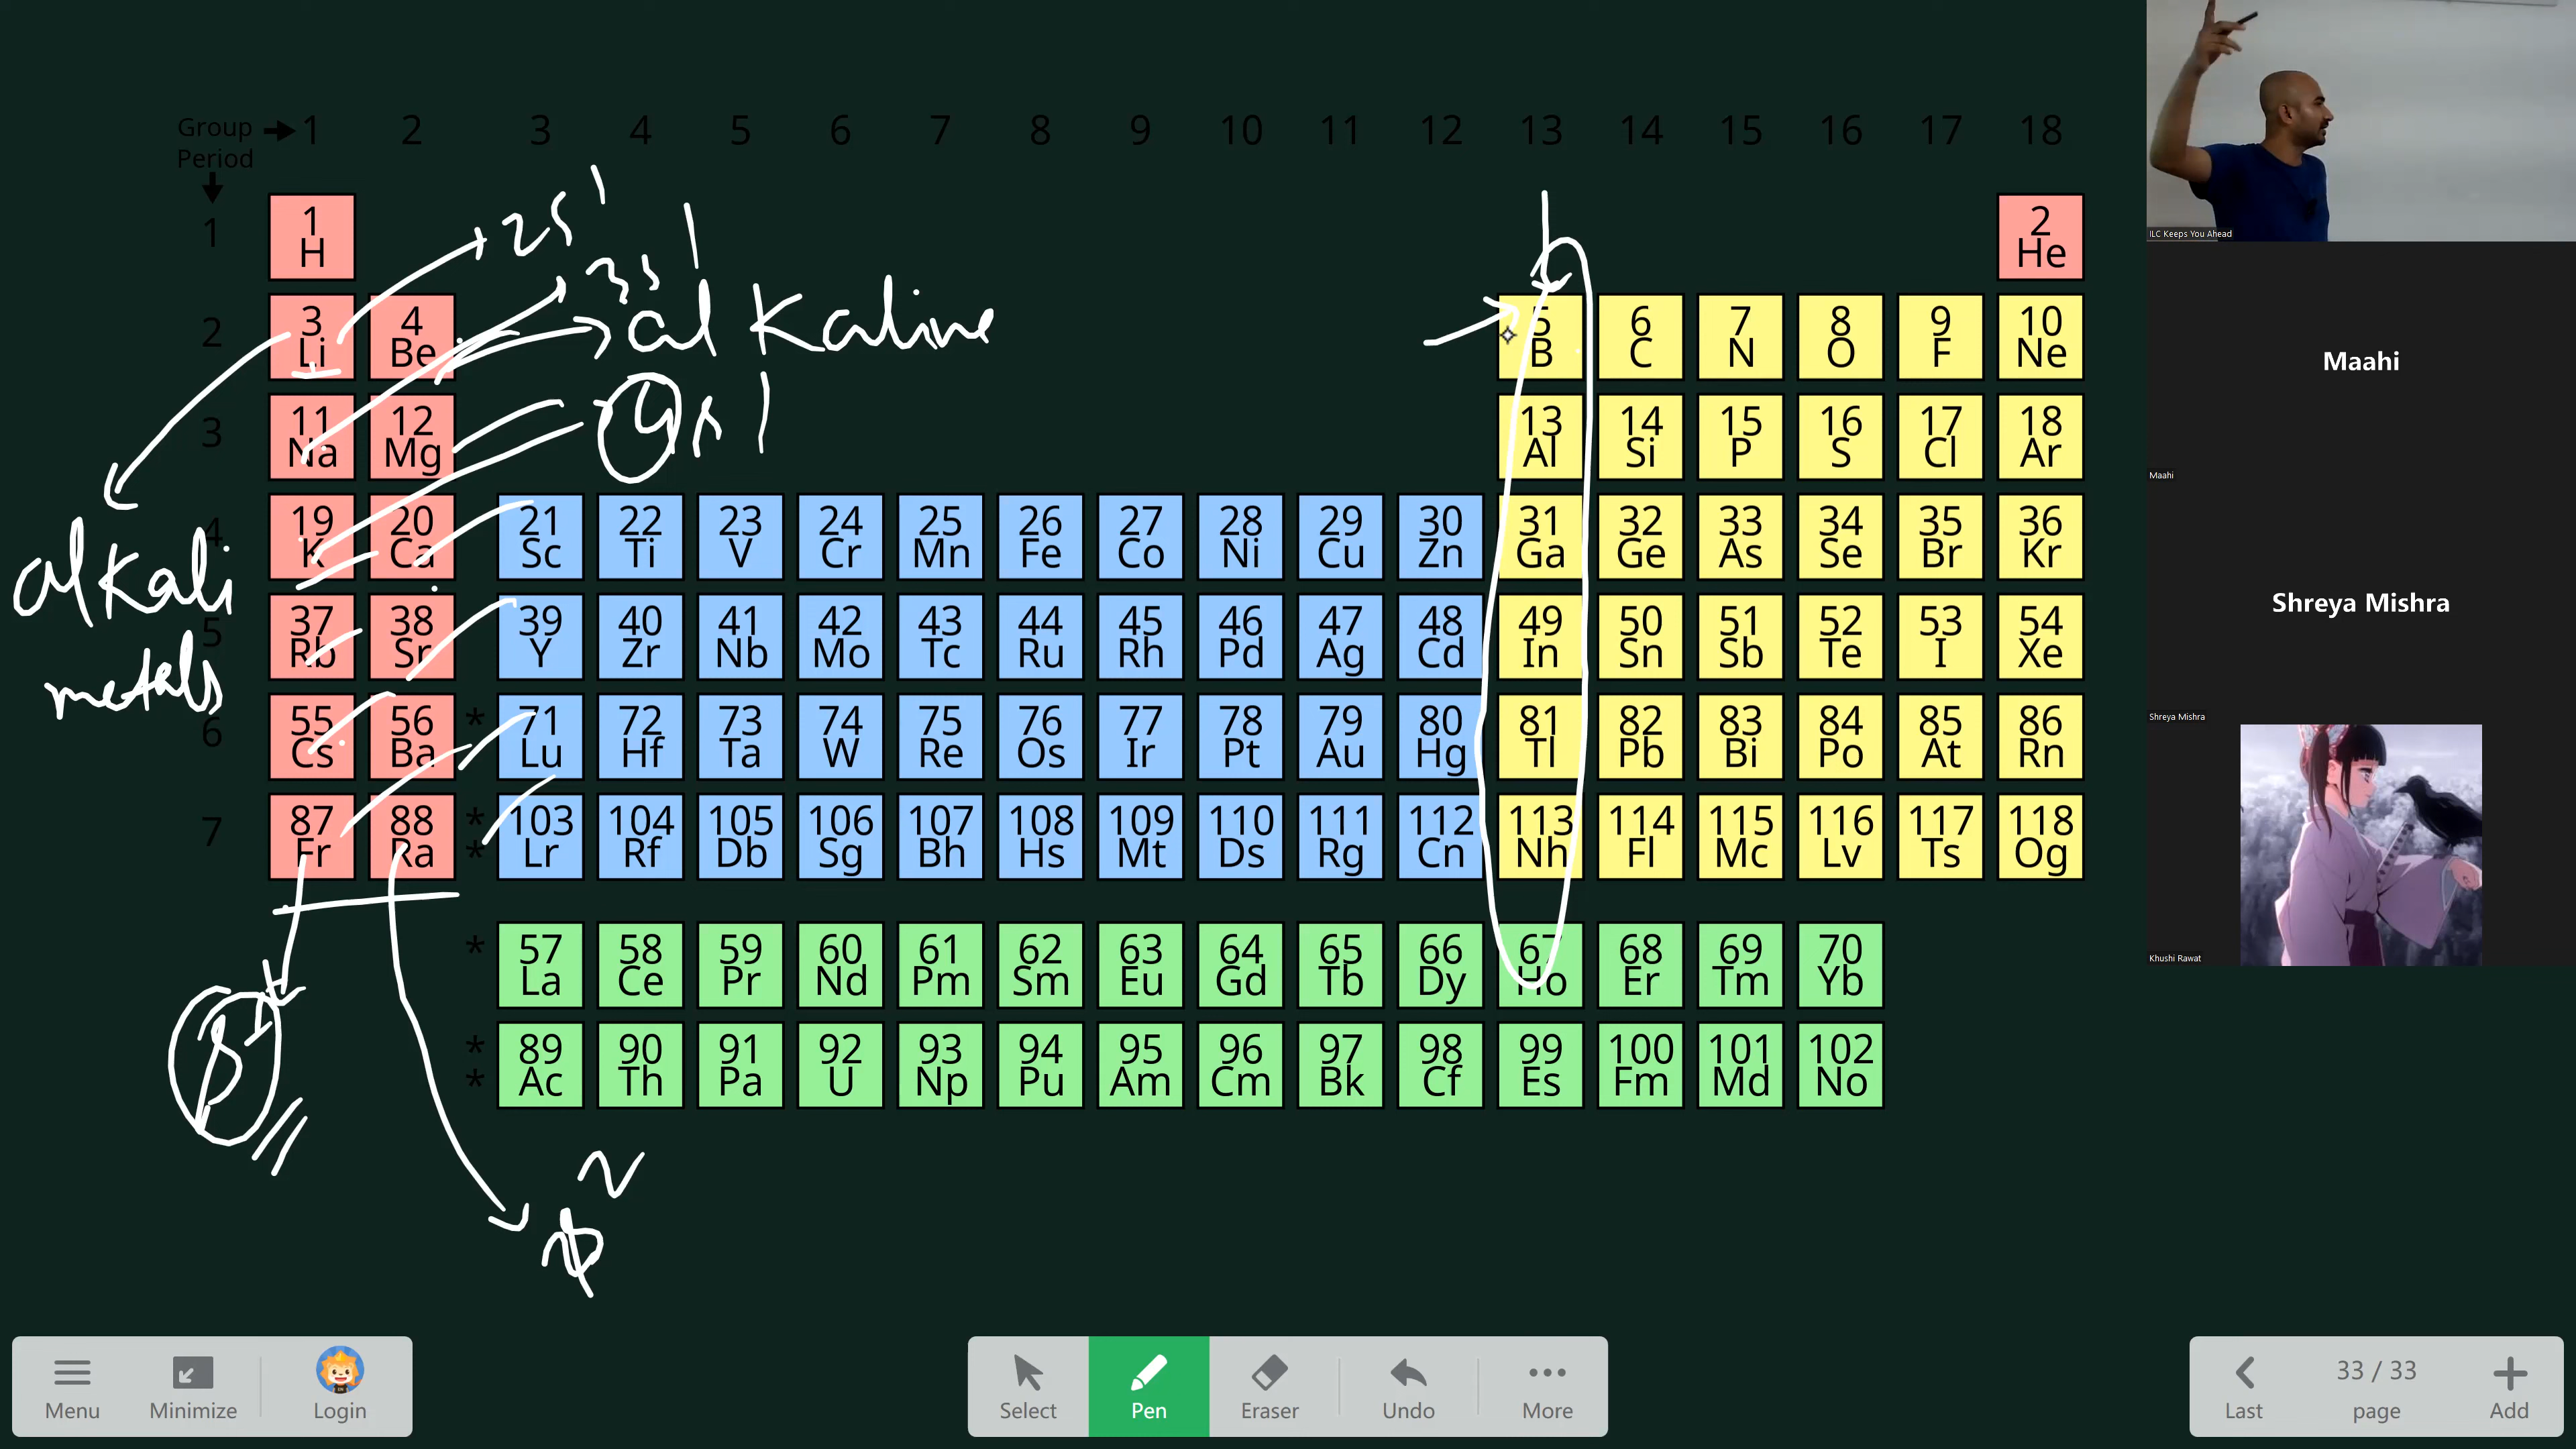 Group 1 2 3 4 5 6 7 8 9 10 11 12 13 14 15 16 17 18
Period
1
1 H
2 He
2s1
3s1
2
3 Li
4 Be
alkaline
5 B
6 C
7 N
8 O
9 F
10 Ne
3
11 Na
12 Mg
4s1
13 Al
14 Si
15 P
16 S
17 Cl
18 Ar
4
19 K
20 Ca
21 Sc
22 Ti
23 V
24 Cr
25 Mn
26 Fe
27 Co
28 Ni
29 Cu
30 Zn
31 Ga
32 Ge
33 As
34 Se
35 Br
36 Kr
alkali
metals
5
37 Rb
38 Sr
39 Y
40 Zr
41 Nb
42 Mo
43 Tc
44 Ru
45 Rh
46 Pd
47 Ag
48 Cd
49 In
50 Sn
51 Sb
52 Te
53 I
54 Xe
6
55 Cs
56 Ba
*
71 Lu
72 Hf
73 Ta
74 W
75 Re
76 Os
77 Ir
78 Pt
79 Au
80 Hg
81 Tl
82 Pb
83 Bi
84 Po
85 At
86 Rn
7
87 Fr
88 Ra
* *
103 Lr
104 Rf
105 Db
106 Sg
107 Bh
108 Hs
109 Mt
110 Ds
111 Rg
112 Cn
113 Nh
114 Fl
115 Mc
116 Lv
117 Ts
118 Og
*
57 La
58 Ce
59 Pr
60 Nd
61 Pm
62 Sm
63 Eu
64 Gd
65 Tb
66 Dy
67 Ho
68 Er
69 Tm
70 Yb
* *
89 Ac
90 Th
91 Pa
92 U
93 Np
94 Pu
95 Am
96 Cm
97 Bk
98 Cf
99 Es
100 Fm
101 Md
102 No
ILC Keeps You Ahead
Maahi
Maahi
Shreya Mishra
Shreya Mishra
Khushi Rawat
Menu
Minimize
Login
Select
Pen
Eraser
Undo
More
Last
33 / 33
page
Add